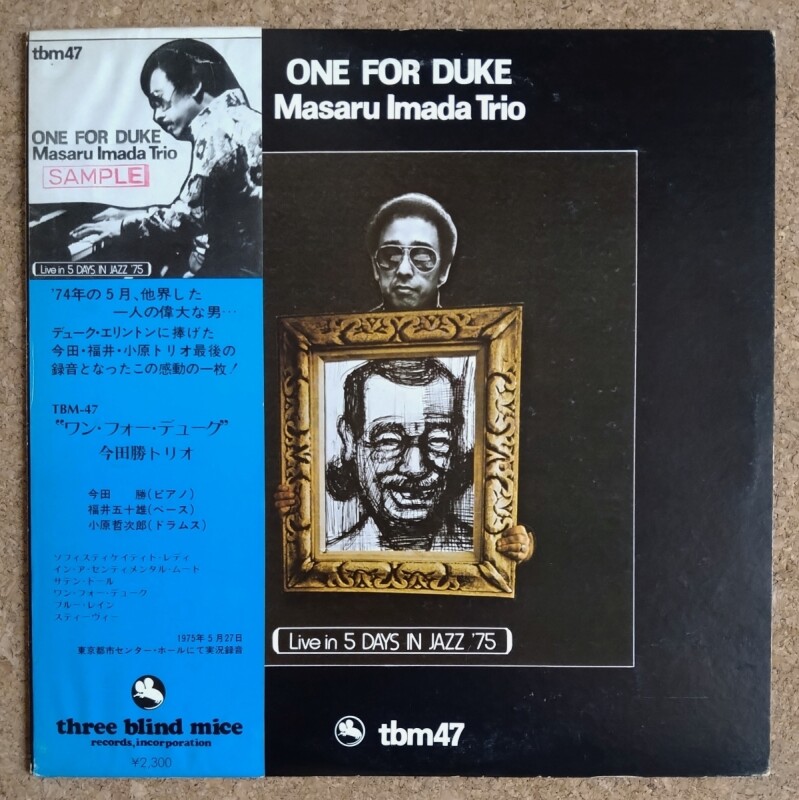 tbm47
ONE FOR DUKE
Masaru Imada Trio
SAMPLE
Live in 5 DAYS IN JAZZ '75
'74年の5月、他界した
一人の偉大な男…
デューク・エリントンに捧げた
今田・福井・小原トリオ最後の
録音となったこの感動の一枚!
TBM-47
"ワン・フォー・デューク"
今田勝トリオ
今田 勝(ピアノ)
福井五十雄(ベース)
小原哲次郎(ドラムス)
ソフィスティケイティト・レディ
イン・ア・センティメンタル・ムート
サテン・トール
ワン・フォー・デューク
ブルー・レイン
スティーヴィー
1975年5月27日
東京都市センター・ホールにて実況録音
three blind mice
records, incorporation
¥2,300
ONE FOR DUKE
Masaru Imada Trio
Live in 5 DAYS IN JAZZ '75
tbm47